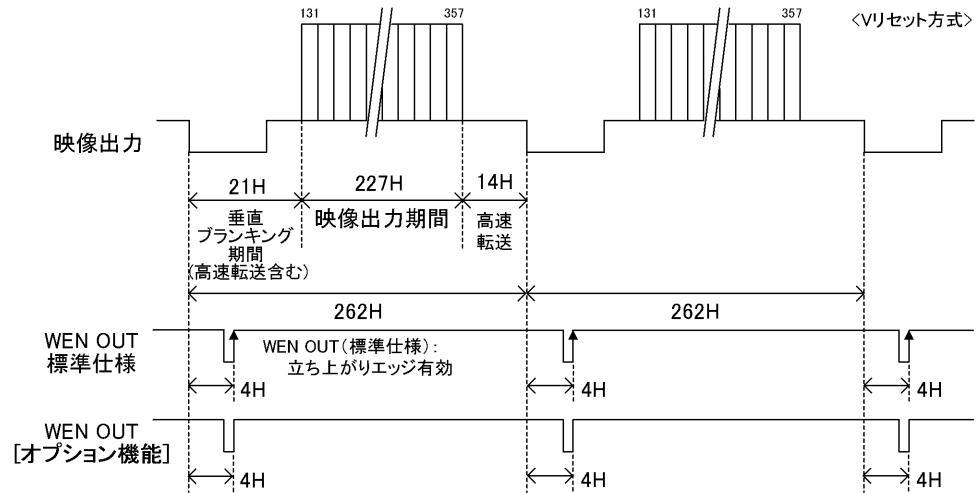 131
357
131
357
<Vリセット方式>
映像出力
21H
227H
14H
垂直
ブランキング
期間
(高速転送含む)
映像出力期間
高速
転送
262H
262H
WEN OUT
標準仕様
WEN OUT(標準仕様):
立ち上がりエッジ有効
4H
4H
4H
WEN OUT
[オプション機能]
4H
4H
4H